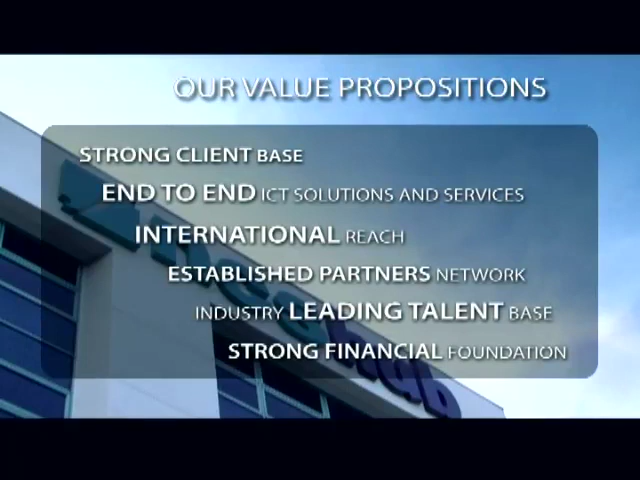 OUR VALUE PROPOSITIONS
STRONG CLIENT BASE
END TO END ICT SOLUTIONS AND SERVICES
INTERNATIONAL REACH
ESTABLISHED PARTNERS NETWORK
INDUSTRY LEADING TALENT BASE
STRONG FINANCIAL FOUNDATION